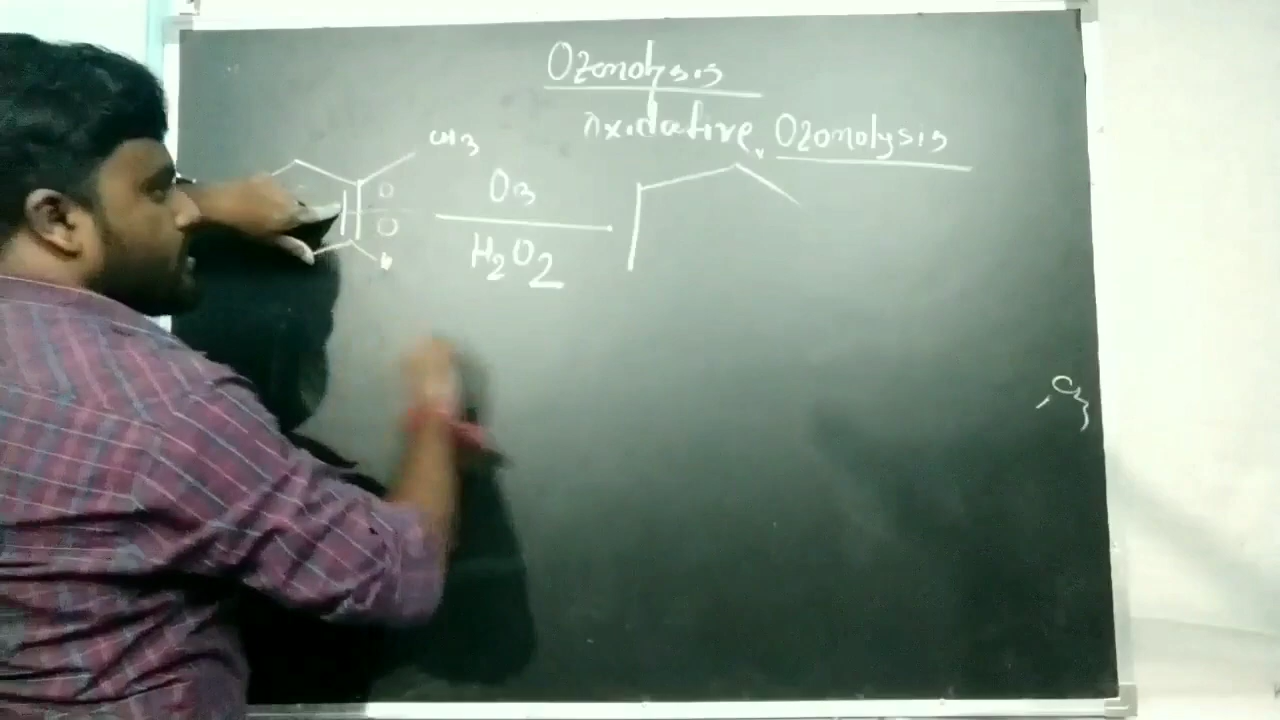 Ozonolysis
Oxidative Ozonolysis
CH3
O
O
O3
H2O2
H